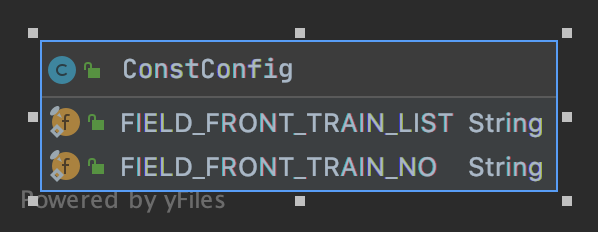 ConstConfig
FIELD_FRONT_TRAIN_LIST String
FIELD_FRONT_TRAIN_NO String
Powered by yFiles